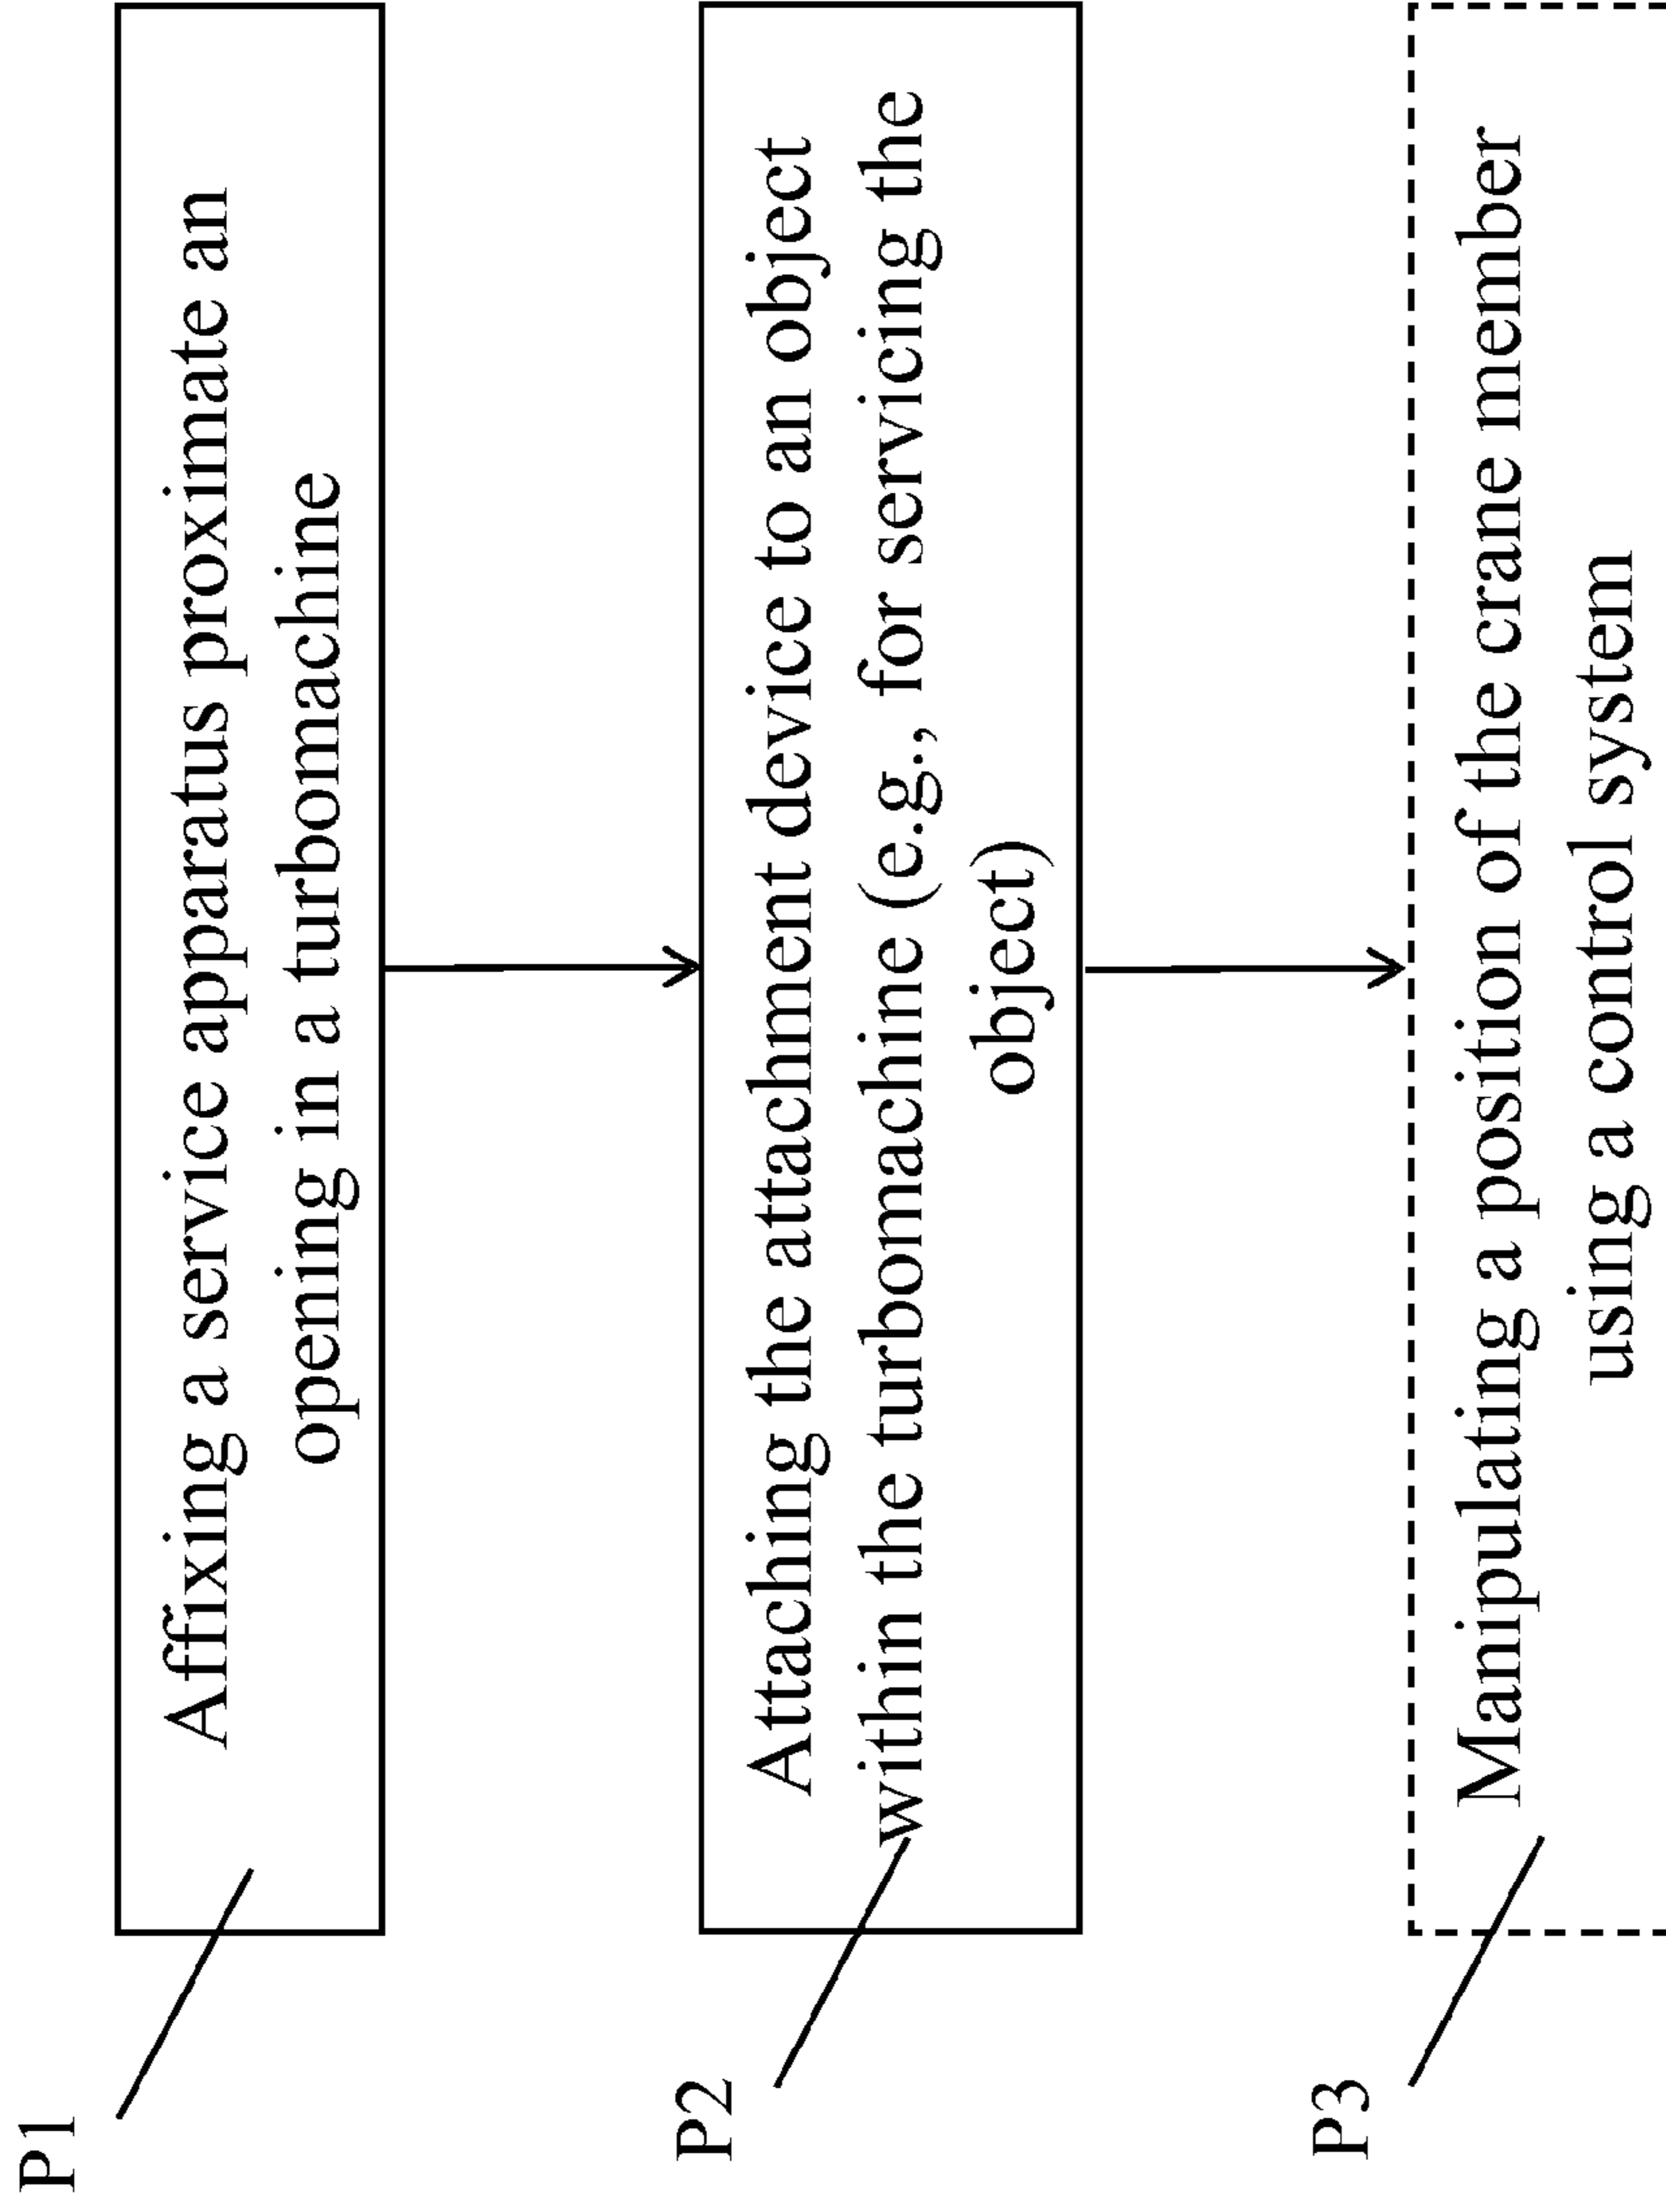 P1
Affixing a service apparatus proximate an
opening in a turbomachine
P2
Attaching the attachment device to an object
within the turbomachine (e.g., for servicing the
object)
P3
Manipulating a position of the crane member
using a control system